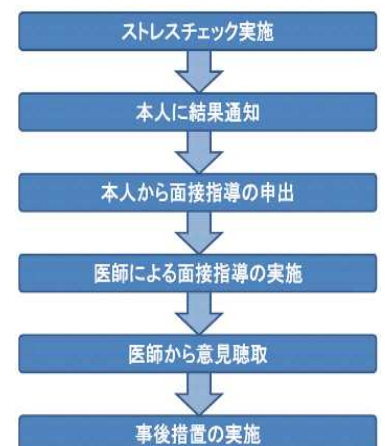 ストレスチェック実施
本人に結果通知
本人から面接指導の申出
医師による面接指導の実施
医師から意見聴取
事後措置の実施